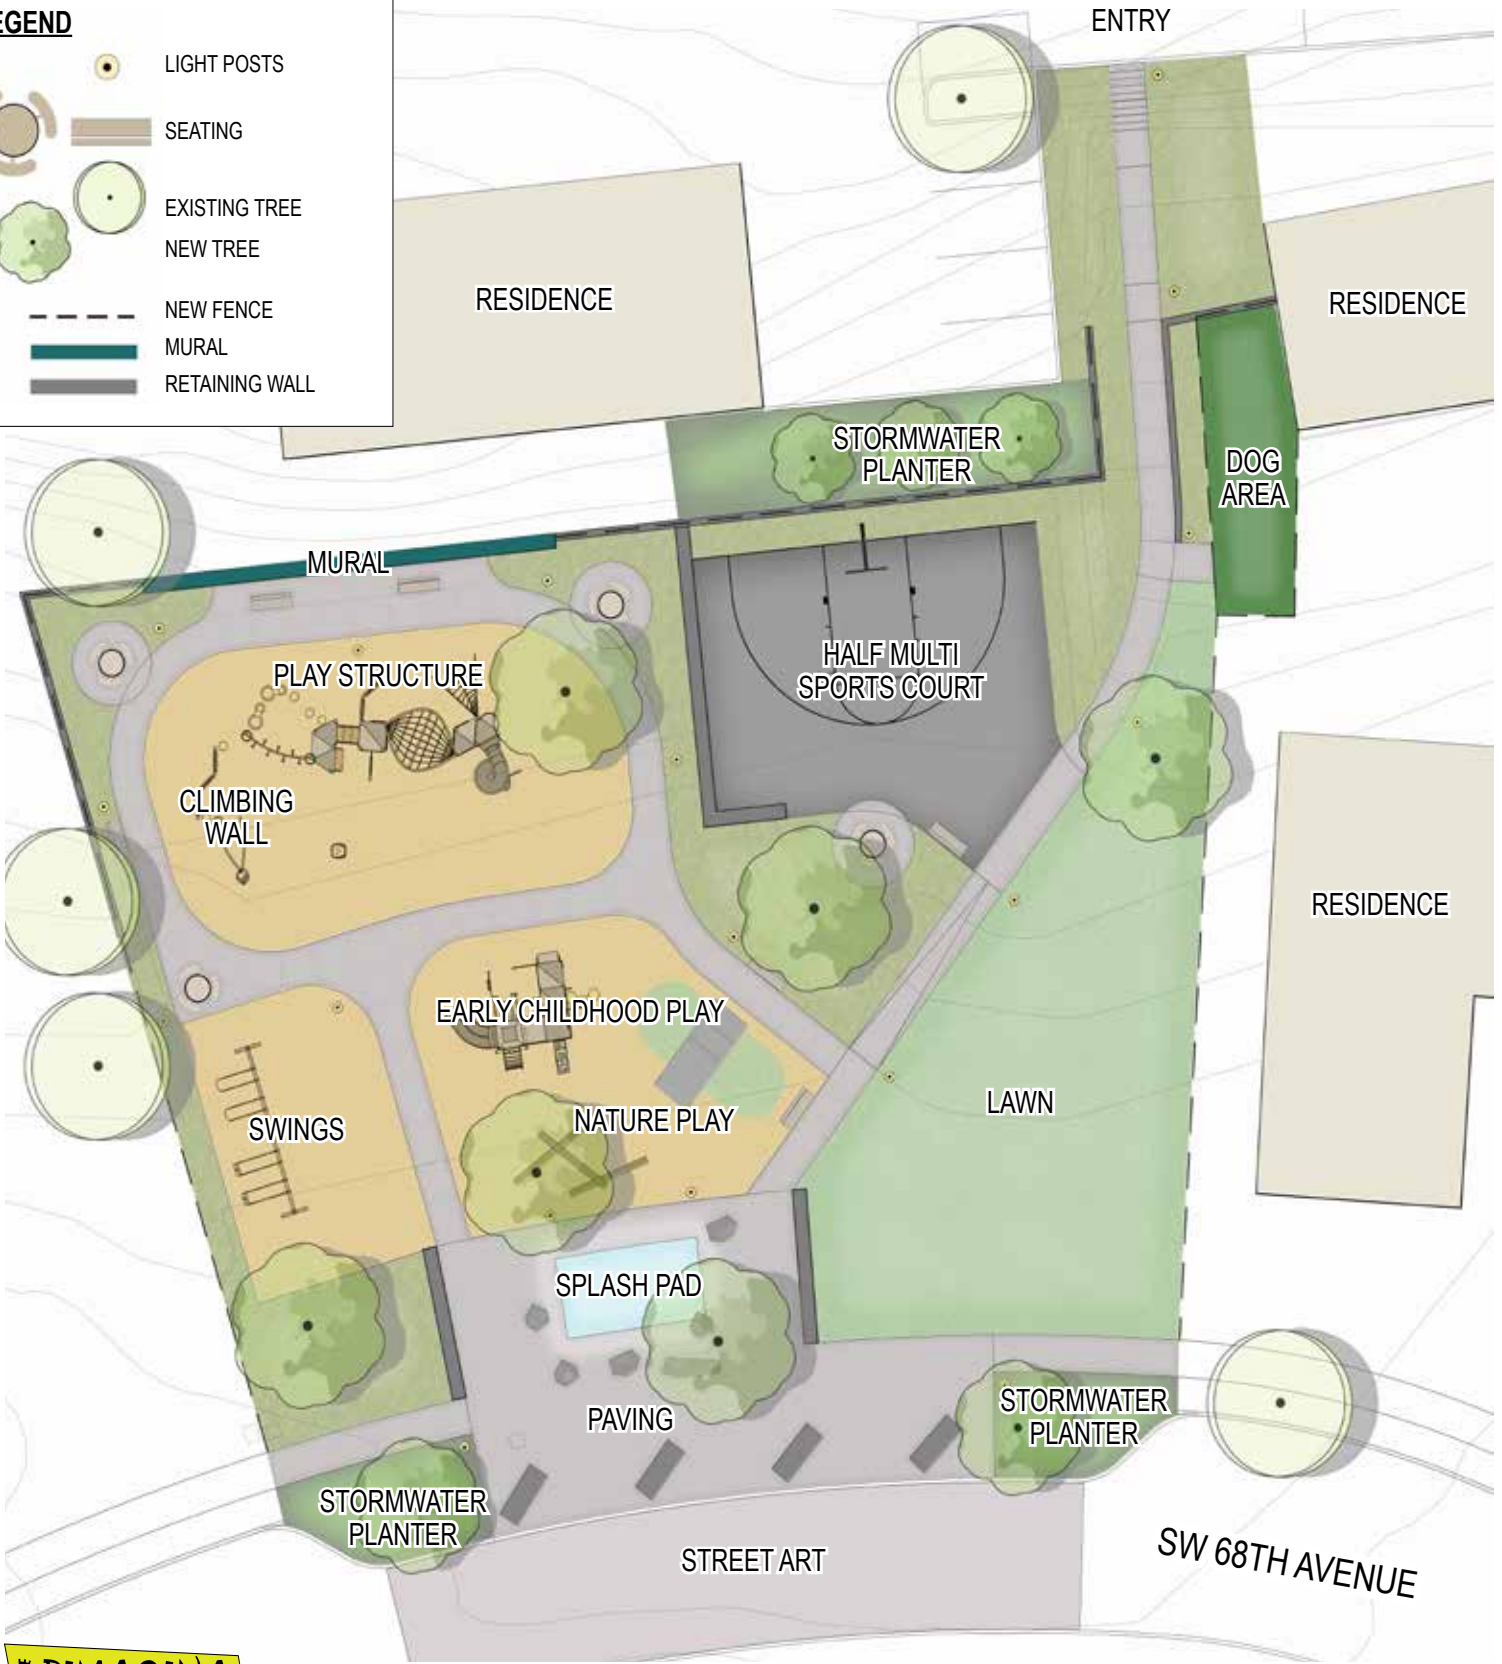 EGEND
LIGHT POSTS
SEATING
EXISTING TREE
NEW TREE
NEW FENCE
MURAL
RETAINING WALL
ENTRY
RESIDENCE
RESIDENCE
STORMWATER
PLANTER
DOG
AREA
MURAL
PLAY STRUCTURE
HALF MULTI
SPORTS COURT
CLIMBING
WALL
RESIDENCE
EARLY CHILDHOOD PLAY
LAWN
NATURE PLAY
SWINGS
SPLASH PAD
PAVING
STORMWATER
PLANTER
STORMWATER
PLANTER
STREET ART
SW 68TH AVENUE